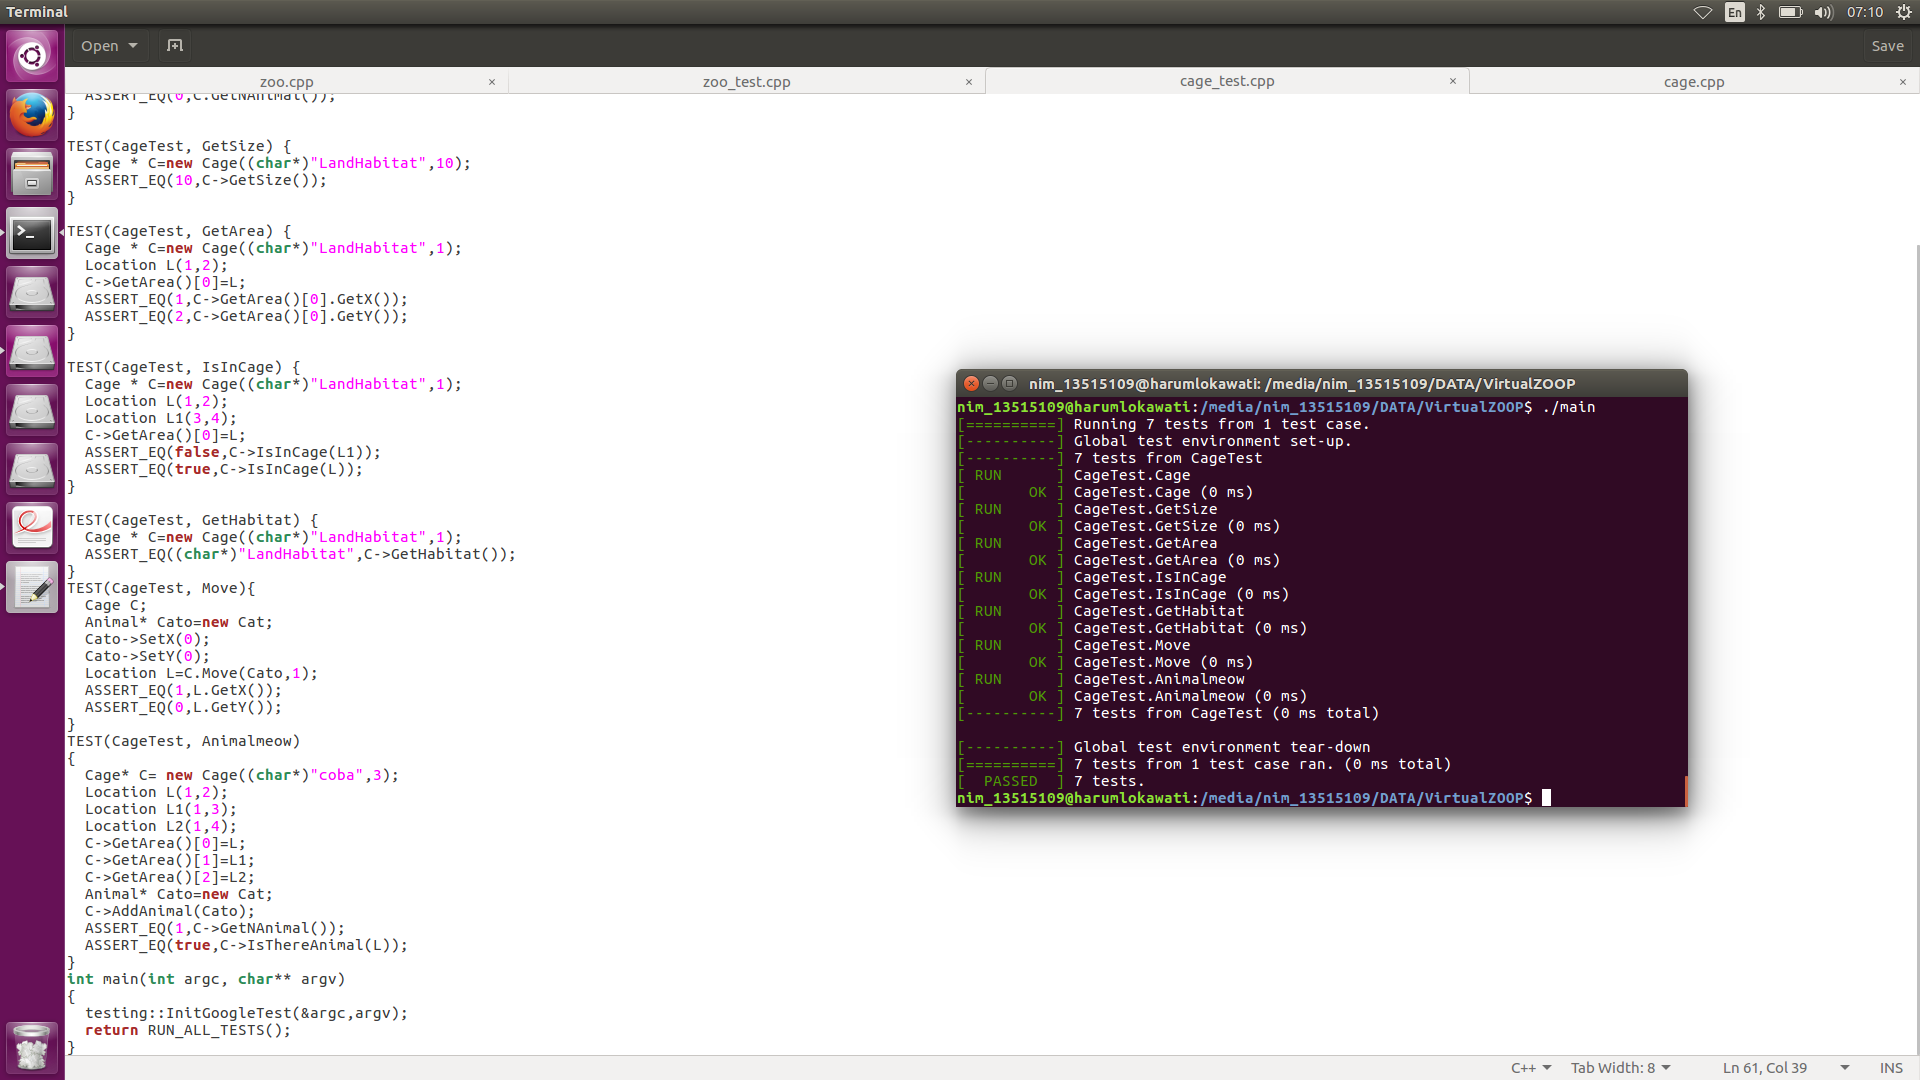 Terminal
En
07:10
Open
Save
zoo.cpp
zoo_test.cpp
cage_test.cpp
cage.cpp
ASSERT_EQ(0,C.GetNAnimal());
}
TEST(CageTest, GetSize) {
Cage * C=new Cage((char*)"LandHabitat",10);
ASSERT_EQ(10,C->GetSize());
}
TEST(CageTest, GetArea) {
Cage * C=new Cage((char*)"LandHabitat",1);
Location L(1,2);
C->GetArea()[0]=L;
ASSERT_EQ(1,C->GetArea()[0].GetX());
ASSERT_EQ(2,C->GetArea()[0].GetY());
}
TEST(CageTest, IsInCage) {
Cage * C=new Cage((char*)"LandHabitat",1);
Location L(1,2);
Location L1(3,4);
C->GetArea()[0]=L;
ASSERT_EQ(false,C->IsInCage(L1));
ASSERT_EQ(true,C->IsInCage(L));
}
TEST(CageTest, GetHabitat) {
Cage * C=new Cage((char*)"LandHabitat",1);
ASSERT_EQ((char*)"LandHabitat",C->GetHabitat());
}
TEST(CageTest, Move){
Cage C;
Animal* Cato=new Cat;
Cato->SetX(0);
Cato->SetY(0);
Location L=C.Move(Cato,1);
ASSERT_EQ(1,L.GetX());
ASSERT_EQ(0,L.GetY());
}
TEST(CageTest, Animalmeow)
{
Cage* C= new Cage((char*)"coba",3);
Location L(1,2);
Location L1(1,3);
Location L2(1,4);
C->GetArea()[0]=L;
C->GetArea()[1]=L1;
C->GetArea()[2]=L2;
Animal* Cato=new Cat;
C->AddAnimal(Cato);
ASSERT_EQ(1,C->GetNAnimal());
ASSERT_EQ(true,C->IsThereAnimal(L));
}
int main(int argc, char** argv)
{
testing::InitGoogleTest(&argc,argv);
return RUN_ALL_TESTS();
}
nim_13515109@harumlokawati: /media/nim_13515109/DATA/VirtualZOOP
nim_13515109@harumlokawati:/media/nim_13515109/DATA/VirtualZOOP$ ./main
[==========] Running 7 tests from 1 test case.
[----------] Global test environment set-up.
[----------] 7 tests from CageTest
[ RUN      ] CageTest.Cage
[       OK ] CageTest.Cage (0 ms)
[ RUN      ] CageTest.GetSize
[       OK ] CageTest.GetSize (0 ms)
[ RUN      ] CageTest.GetArea
[       OK ] CageTest.GetArea (0 ms)
[ RUN      ] CageTest.IsInCage
[       OK ] CageTest.IsInCage (0 ms)
[ RUN      ] CageTest.GetHabitat
[       OK ] CageTest.GetHabitat (0 ms)
[ RUN      ] CageTest.Move
[       OK ] CageTest.Move (0 ms)
[ RUN      ] CageTest.Animalmeow
[       OK ] CageTest.Animalmeow (0 ms)
[----------] 7 tests from CageTest (0 ms total)
[----------] Global test environment tear-down
[==========] 7 tests from 1 test case ran. (0 ms total)
[  PASSED  ] 7 tests.
nim_13515109@harumlokawati:/media/nim_13515109/DATA/VirtualZOOP$
C++
Tab Width: 8
Ln 61, Col 39
INS